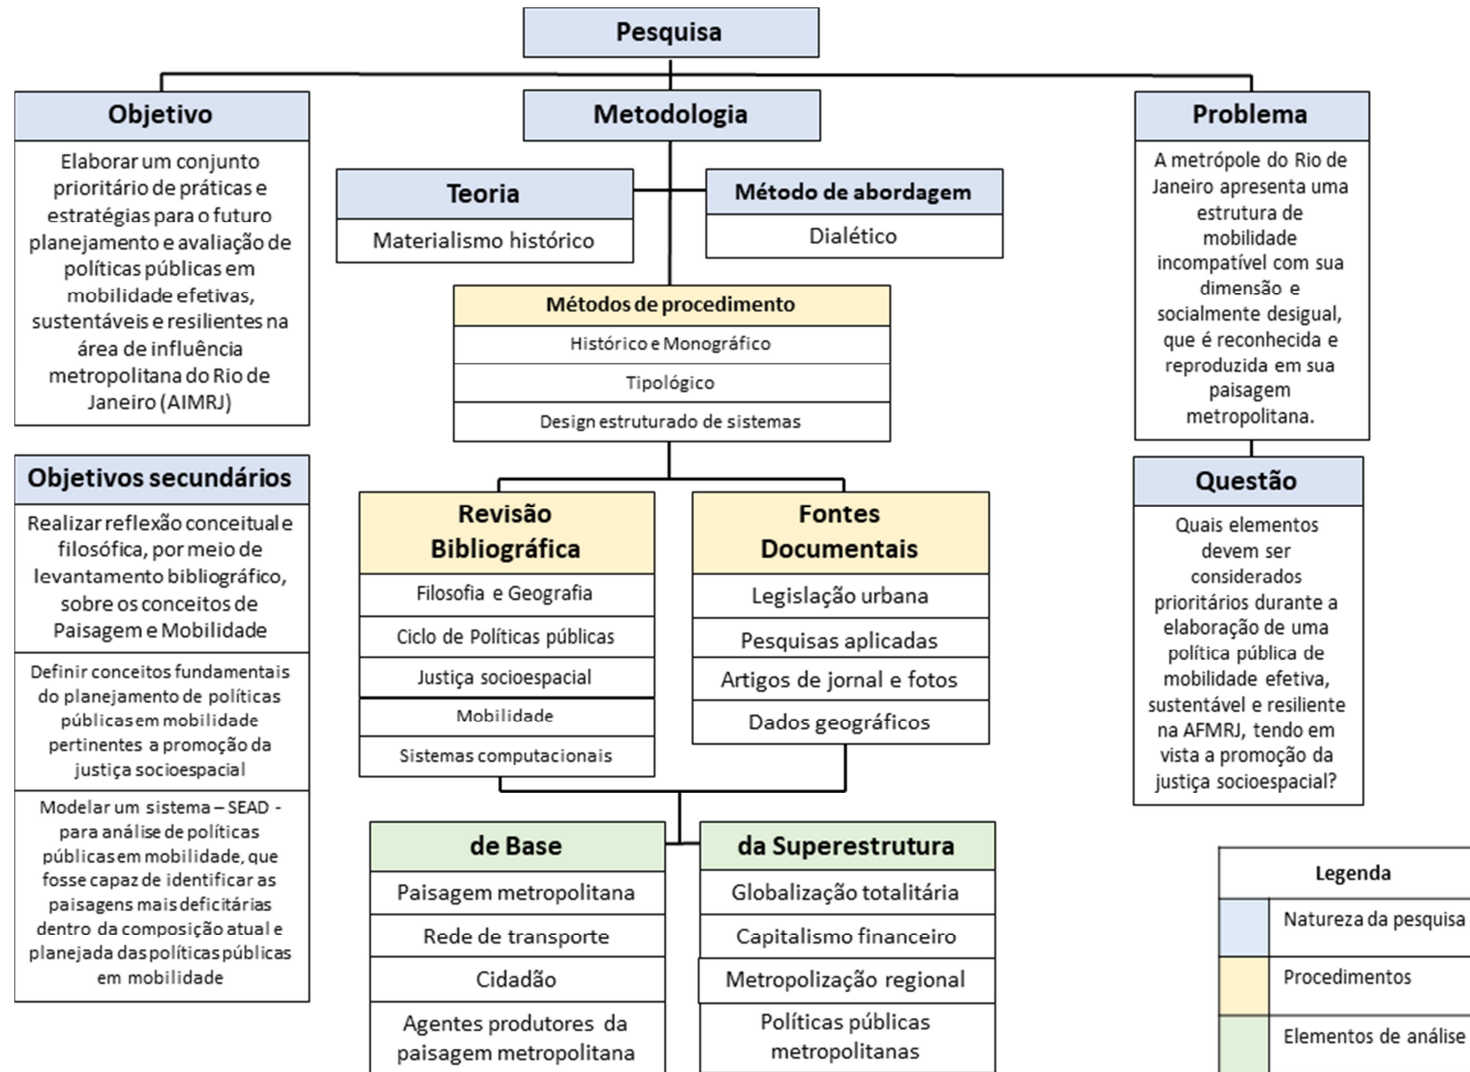 Pesquisa
Objetivo
Elaborar um conjunto
prioritário de práticas e
estratégias para o futuro
planejamento e avaliação de
políticas públicas em
mobilidade efetivas,
sustentáveis e resilientes na
área de influência
metropolitana do Rio de
Janeiro (AIMRJ)
Objetivos secundários
Realizar reflexão conceitual e
filosófica, por meio de
levantamento bibliográfico,
sobre os conceitos de
Paisagem e Mobilidade
Definir conceitos fundamentais
do planejamento de políticas
públicas em mobilidade
pertinentes a promoção da
justiça socioespacial
Modelar um sistema – SEAD -
para análise de políticas
públicas em mobilidade, que
fosse capaz de identificar as
paisagens mais deficitárias
dentro da composição atual e
planejada das políticas públicas
em mobilidade
Metodologia
Teoria
Materialismo histórico
Método de abordagem
Dialético
Métodos de procedimento
Histórico e Monográfico
Tipológico
Design estruturado de sistemas
Revisão
Bibliográfica
Filosofia e Geografia
Ciclo de Políticas públicas
Justiça socioespacial
Mobilidade
Sistemas computacionais
Fontes
Documentais
Legislação urbana
Pesquisas aplicadas
Artigos de jornal e fotos
Dados geográficos
de Base
Paisagem metropolitana
Rede de transporte
Cidadão
Agentes produtores da
paisagem metropolitana
da Superestrutura
Globalização totalitária
Capitalismo financeiro
Metropolização regional
Políticas públicas
metropolitanas
Problema
A metrópole do Rio de
Janeiro apresenta uma
estrutura de
mobilidade
incompatível com sua
dimensão e
socialmente desigual,
que é reconhecida e
reproduzida em sua
paisagem
metropolitana.
Questão
Quais elementos
devem ser
considerados
prioritários durante a
elaboração de uma
política pública de
mobilidade efetiva,
sustentável e resiliente
na AFMRJ, tendo em
vista a promoção da
justiça socioespacial?
Legenda
Natureza da pesquisa
Procedimentos
Elementos de análise